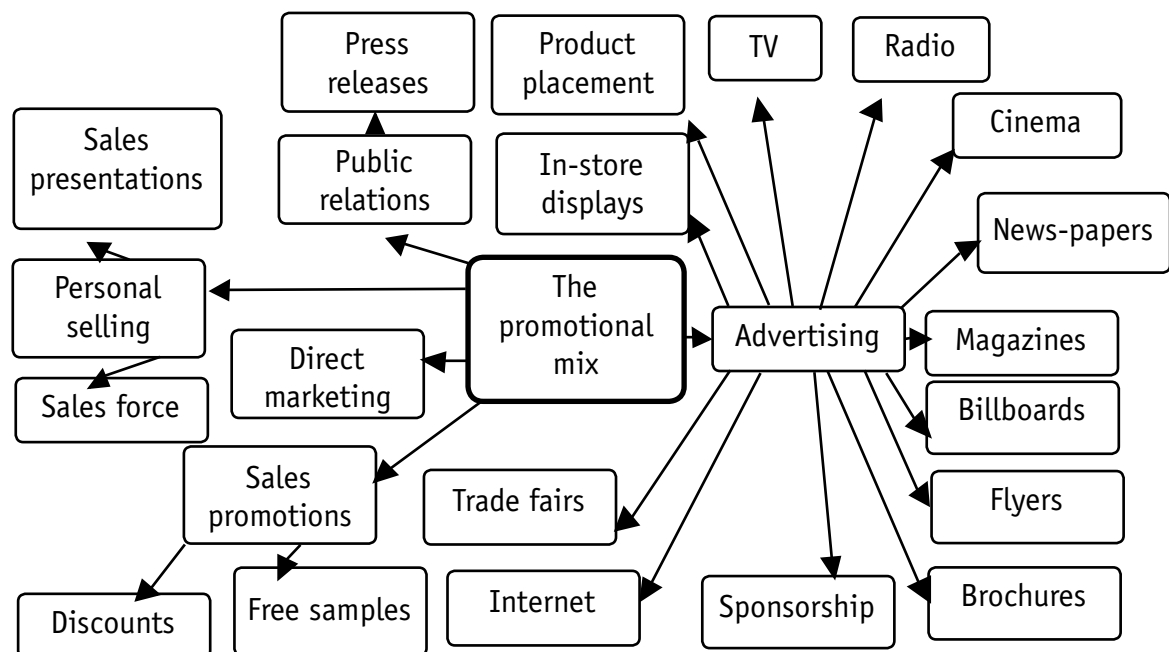 Press
releases
Product
placement
TV
Radio
Cinema
Sales
presentations
Public
relations
In-store
displays
News-papers
Personal
selling
The
promotional
mix
Advertising
Magazines
Direct
marketing
Sales force
Billboards
Sales
promotions
Trade fairs
Flyers
Discounts
Free samples
Internet
Sponsorship
Brochures